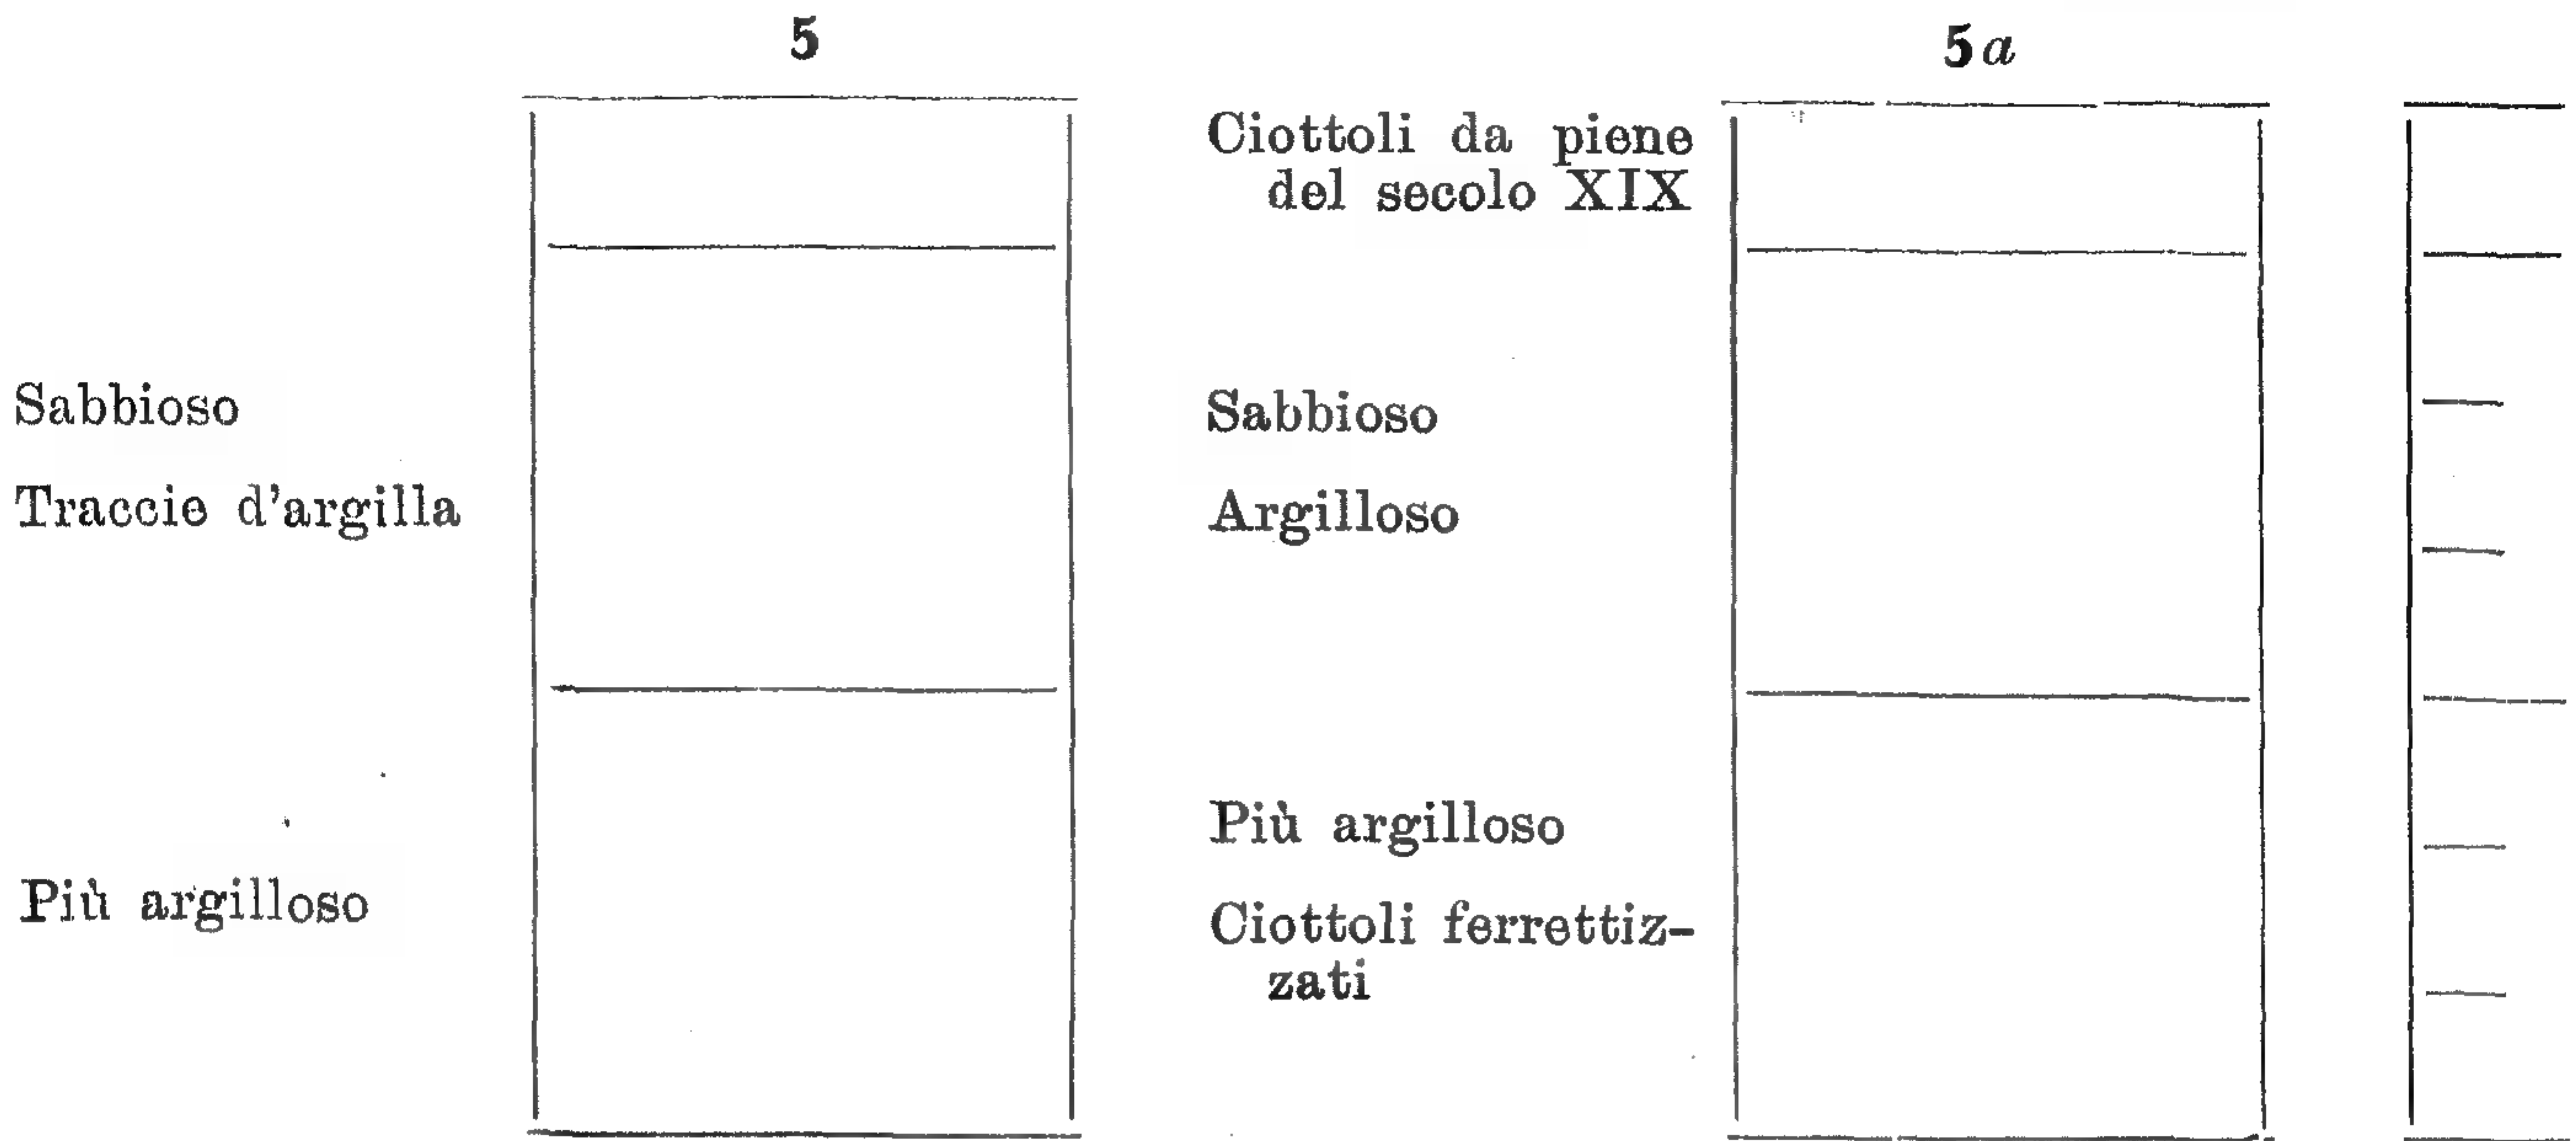 5
Sabbioso
Traccie d'argilla
Più argilloso
5a
Ciottoli da piene
del secolo XIX
Sabbioso
Argilloso
Più argilloso
Ciottoli ferrettiz-
zati